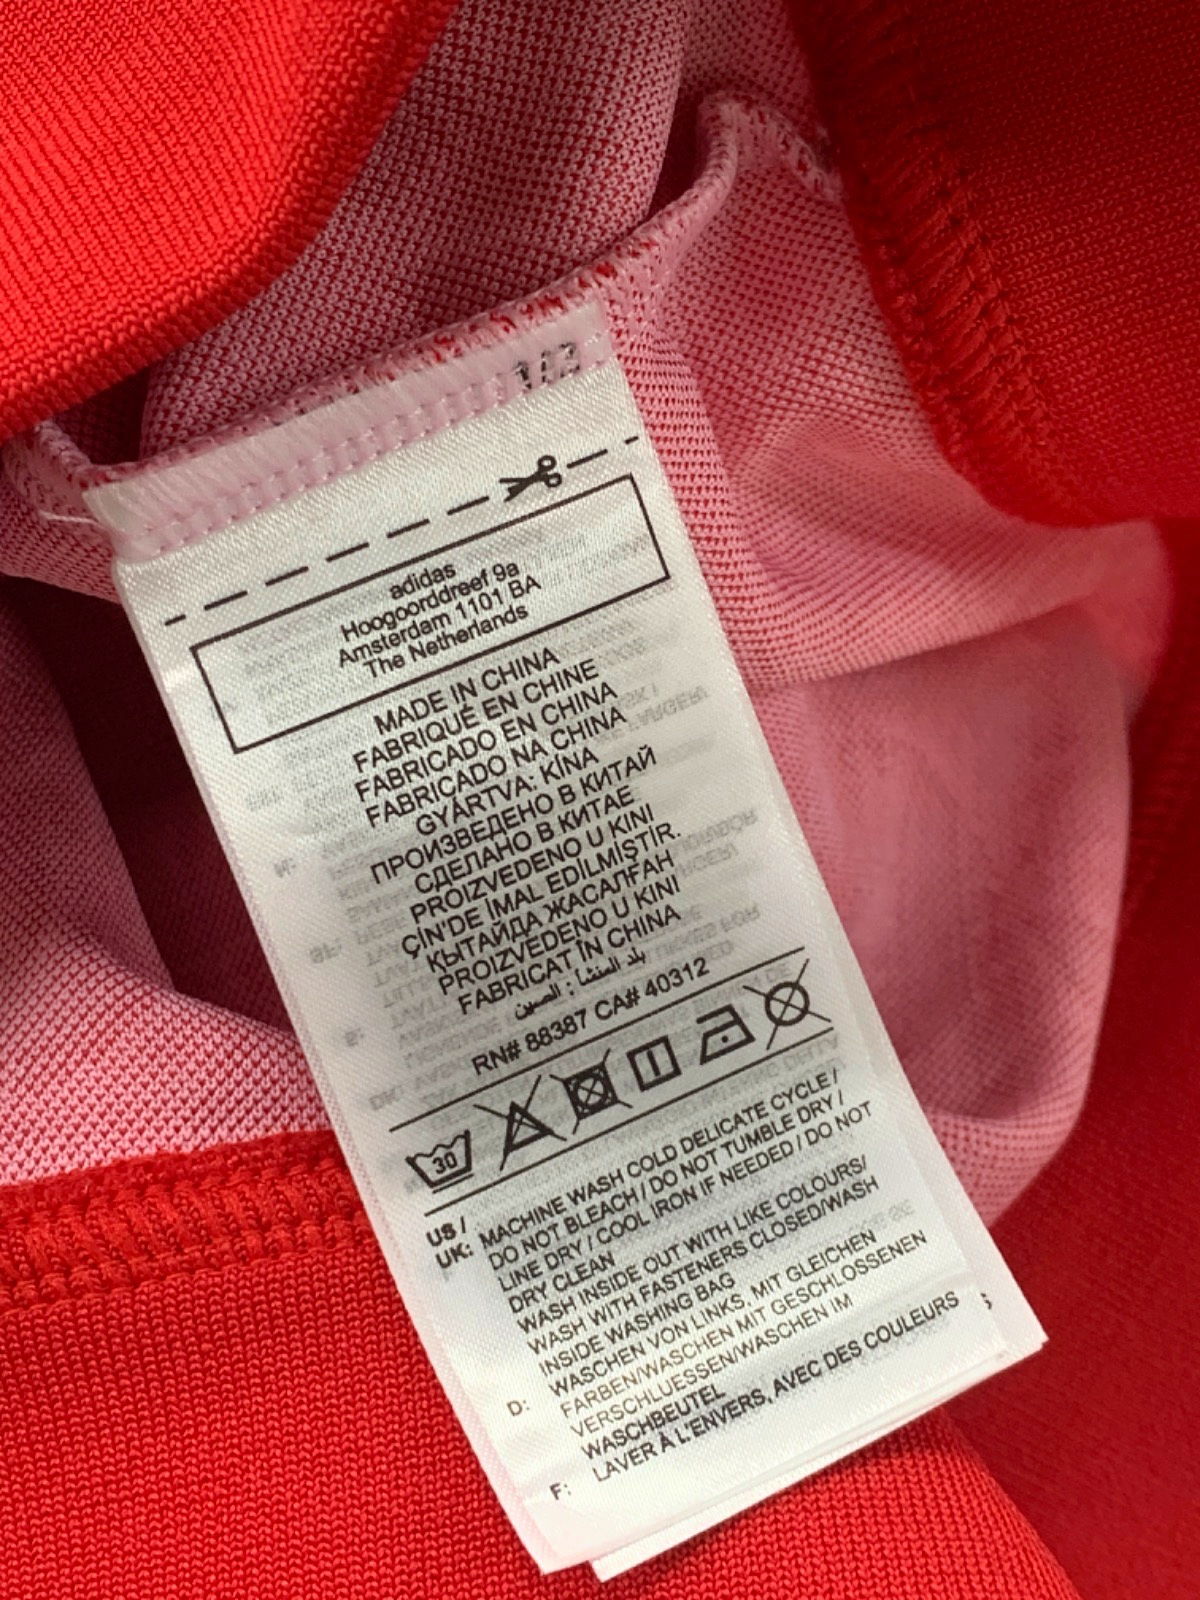 adidas
Hoogoorddreef 9a
Amsterdam 1101 BA
The Netherlands
MADE IN CHINA
FABRIQUÉ EN CHINE
FABRICADO EN CHINA
FABRICADO NA CHINA
GYÁRTVA: KÍNA
ПРОИЗВЕДЕНО В КИТАЙ
СДЕЛАНО В КИТАЕ
PROIZVEDENO U KINI
ÇİN'DE İMAL EDİLMİŞTİR.
ҚЫТАЙДА ЖАСАЛҒАН
PROIZVEDENO U KINI
FABRICAT ÎN CHINA
بلد المنشأ : الصين
RN# 88387 CA# 40312
30
US / UK: MACHINE WASH COLD DELICATE CYCLE /
DO NOT BLEACH / DO NOT TUMBLE DRY /
LINE DRY / COOL IRON IF NEEDED / DO NOT
DRY CLEAN
WASH INSIDE OUT WITH LIKE COLOURS/
WASH WITH FASTENERS CLOSED/WASH
INSIDE WASHING BAG
D: WASCHEN VON LINKS, MIT GLEICHEN
FARBEN/WASCHEN MIT GESCHLOSSENEN
VERSCHLUESSEN/WASCHEN IM
WASCHBEUTEL
F: LAVER À L'ENVERS, AVEC DES COULEURS